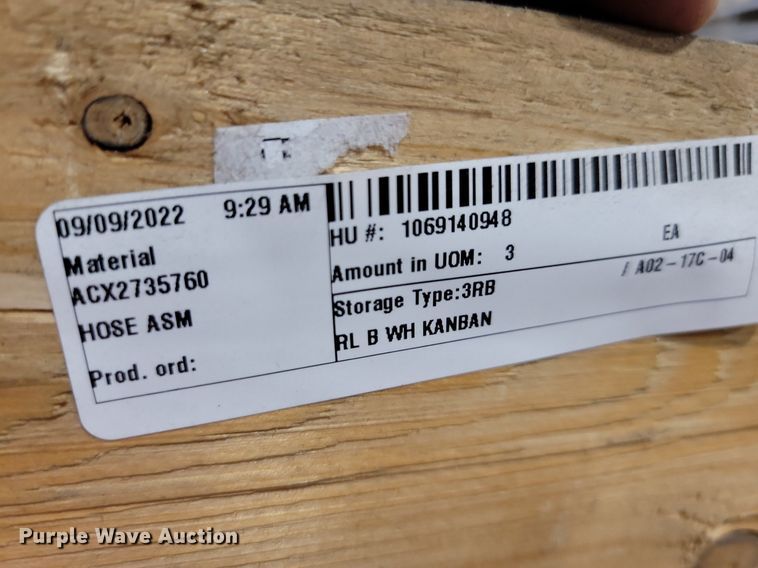 09/09/2022 9:29 AM
Material
ACX2735760
HOSE ASM
Prod. ord:
HU #: 1069140948
Amount in UOM: 3 EA
Storage Type:3RB / A02-17C-04
RL B WH KANBAN
Purple Wave Auction